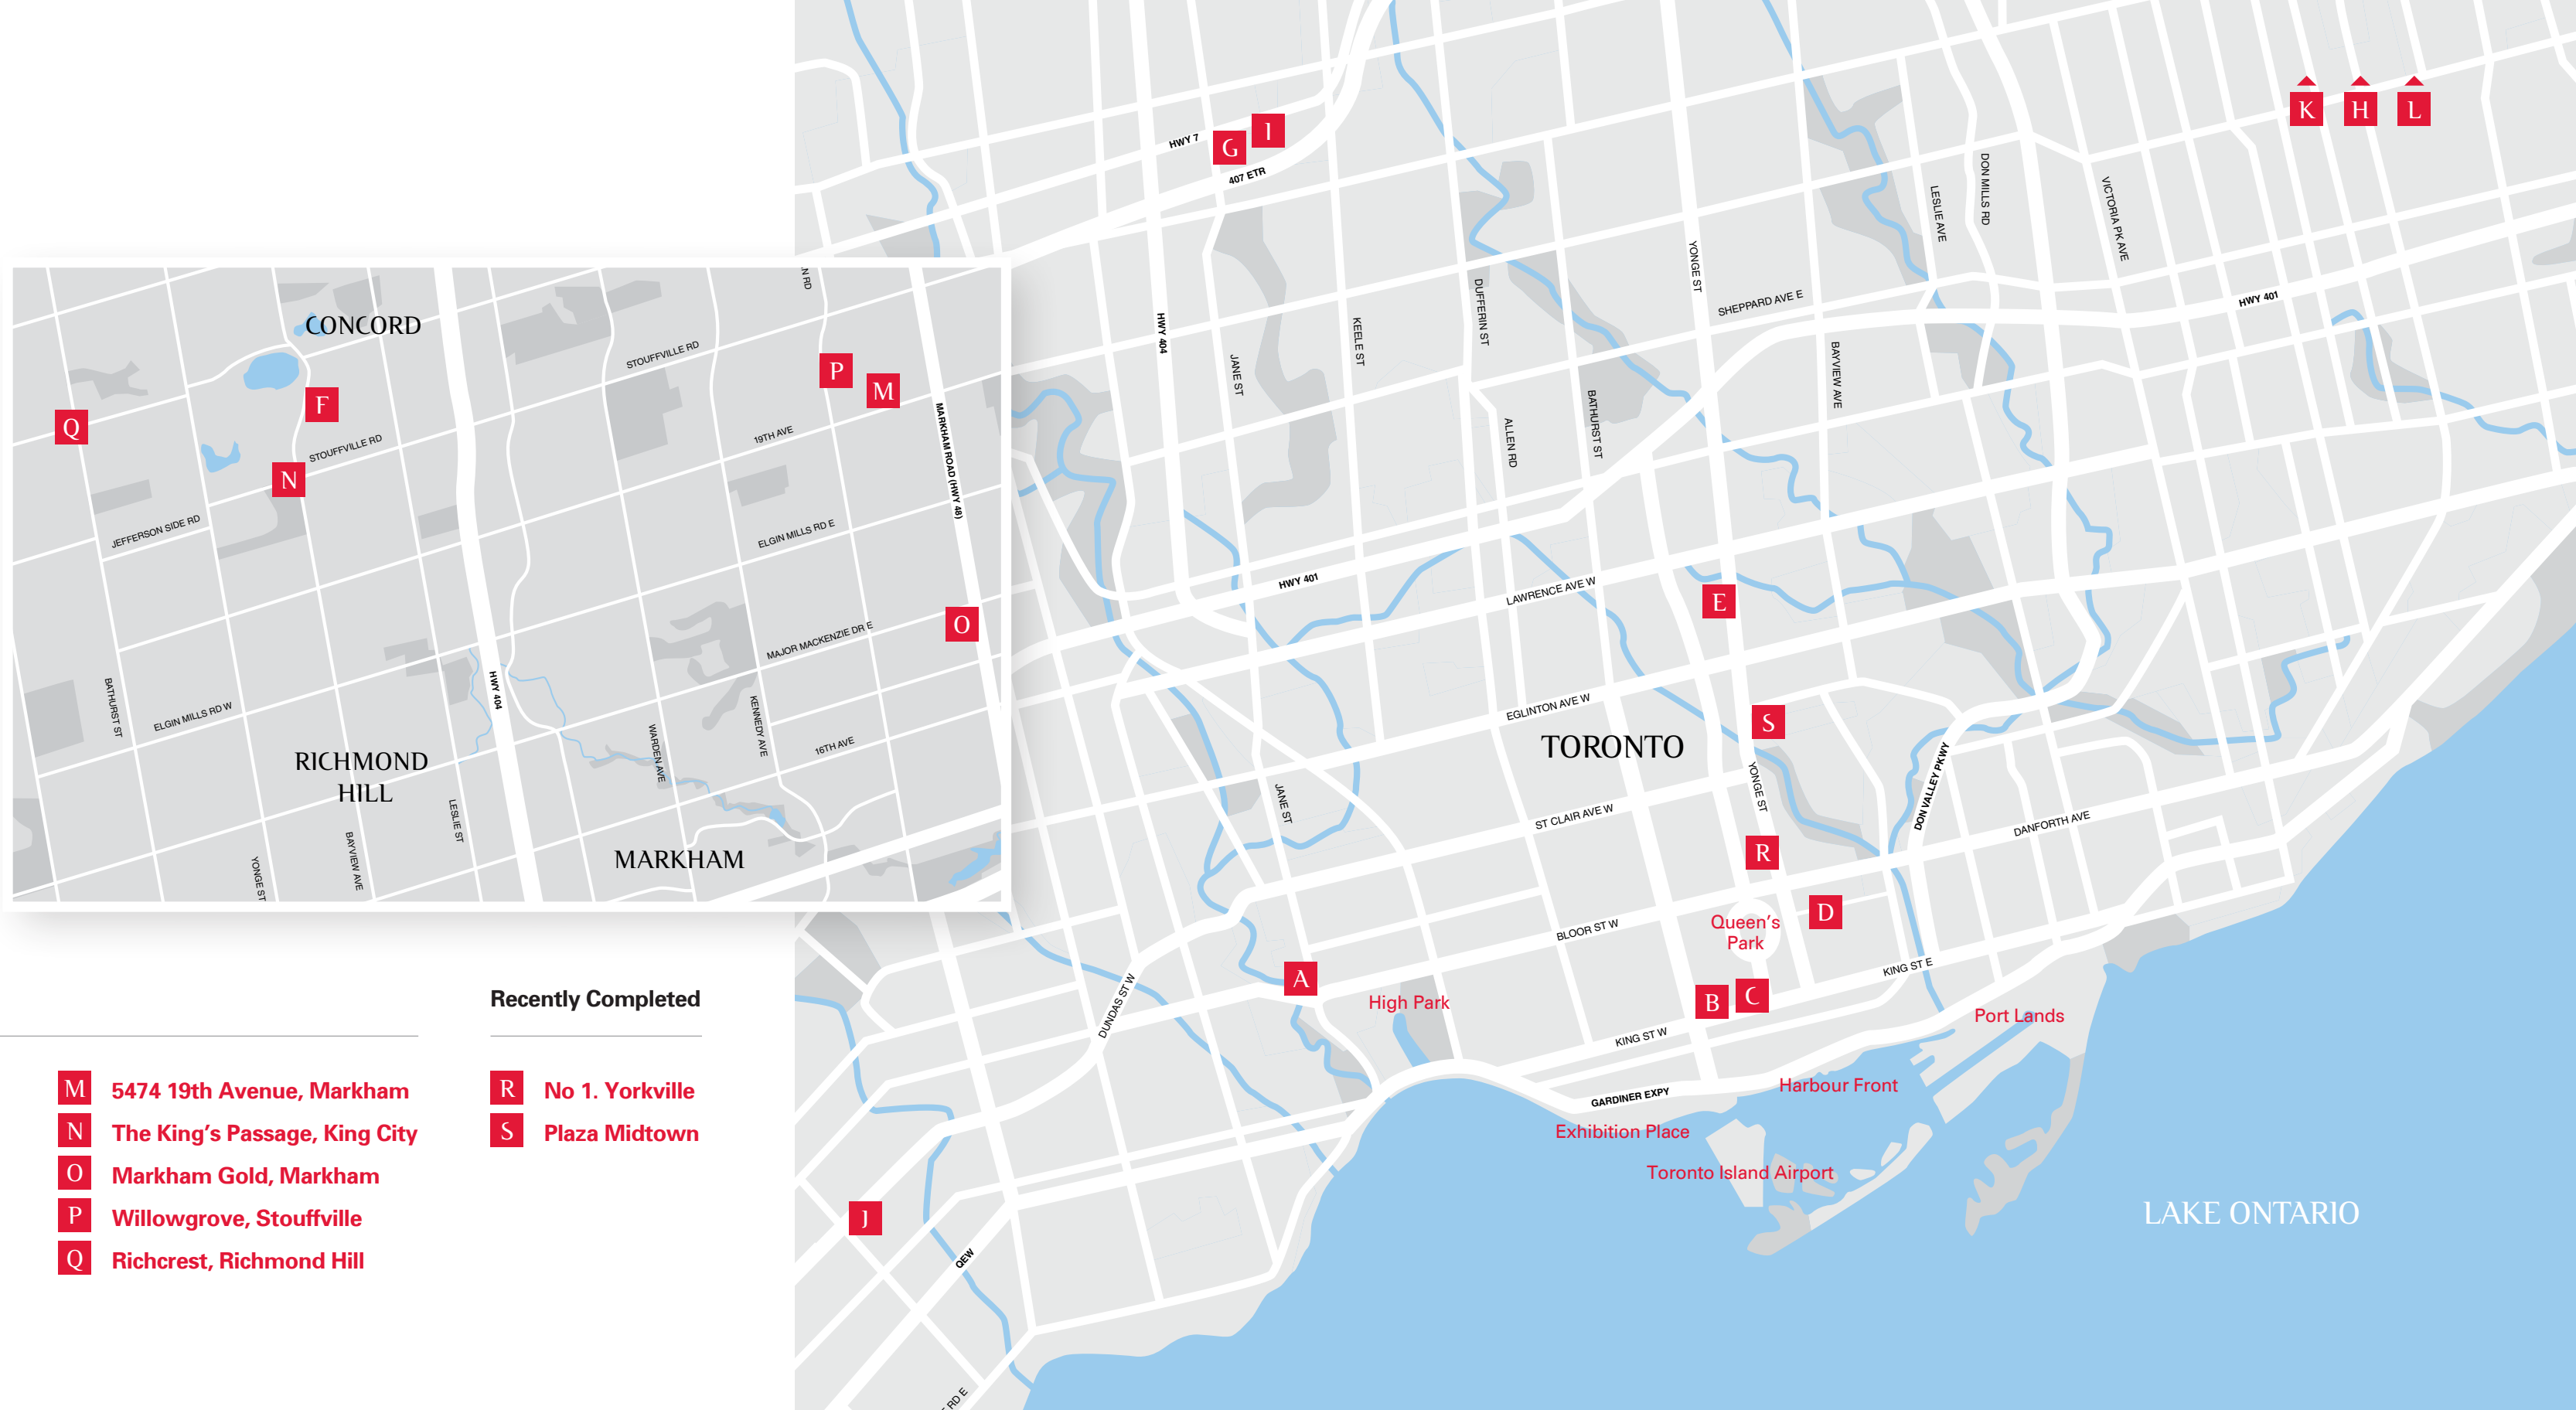 K
H
L
HWY 7
G
I
407 ETR
DON MILLS RD
LESLIE AVE
VICTORIA PK AVE
YONGE ST
SHEPPARD AVE E
HWY 401
HWY 404
JANE ST
KEELE ST
DUFFERIN ST
BATHURST ST
ALLEN RD
BAYVIEW AVE
HWY 401
LAWRENCE AVE W
E
EGLINTON AVE W
TORONTO
S
YONGE ST
JANE ST
ST CLAIR AVE W
DON VALLEY PKWY
DANFORTH AVE
R
D
Queen's
Park
BLOOR ST W
A
High Park
DUNDAS ST W
B
C
KING ST E
KING ST W
Port Lands
GARDINER EXPY
Harbour Front
Exhibition Place
Toronto Island Airport
LAKE ONTARIO
J
QEW
RD E
N RD
CONCORD
STOUFFVILLE RD
P
M
F
Q
STOUFFVILLE RD
N
19TH AVE
MARKHAM ROAD (HWY 48)
JEFFERSON SIDE RD
ELGIN MILLS RD E
O
MAJOR MACKENZIE DR E
BATHURST ST
ELGIN MILLS RD W
HWY 404
WARDEN AVE
KENNEDY AVE
16TH AVE
RICHMOND
HILL
LESLIE ST
BAYVIEW AVE
YONGE ST
MARKHAM
M 5474 19th Avenue, Markham
N The King's Passage, King City
O Markham Gold, Markham
P Willowgrove, Stouffville
Q Richcrest, Richmond Hill
Recently Completed
R No 1. Yorkville
S Plaza Midtown